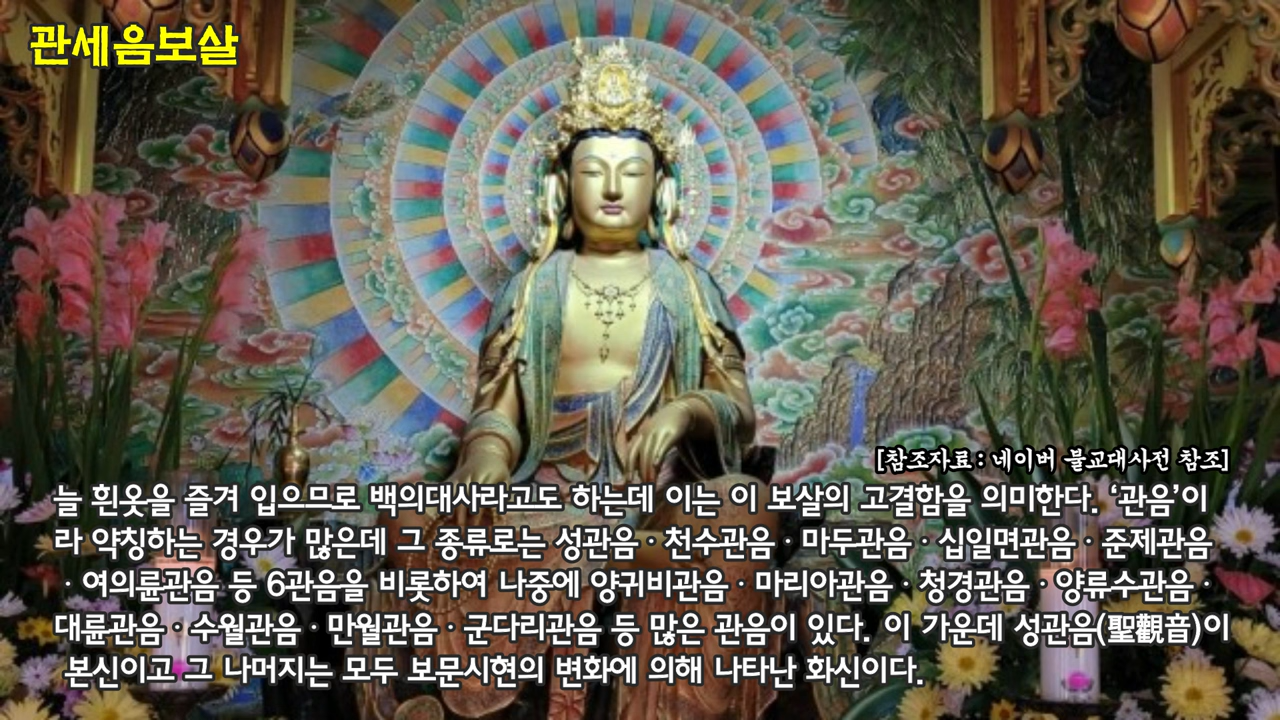 관세음보살
[참조자료 : 네이버 불교대사전 참조]
늘 흰옷을 즐겨 입으므로 백의대사라고도 하는데 이는 이 보살의 고결함을 의미한다. ‘관음’이
라 약칭하는 경우가 많은데 그 종류로는 성관음 · 천수관음 · 마두관음 · 십일면관음 · 준제관음
· 여의륜관음 등 6관음을 비롯하여 나중에 양귀비관음 · 마리아관음 · 청경관음 · 양류수관음 ·
대륜관음 · 수월관음 · 만월관음 · 군다리관음 등 많은 관음이 있다. 이 가운데 성관음(聖觀音)이
본신이고 그 나머지는 모두 보문시현의 변화에 의해 나타난 화신이다.